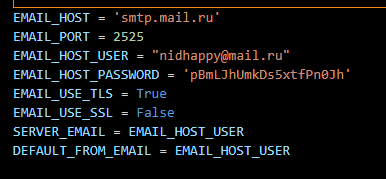 EMAIL_HOST = 'smtp.mail.ru'
EMAIL_PORT = 2525
EMAIL_HOST_USER = "nidhappy@mail.ru"
EMAIL_HOST_PASSWORD = 'pBmLJhUmkDs5xtfPn0Jh'
EMAIL_USE_TLS = True
EMAIL_USE_SSL = False
SERVER_EMAIL = EMAIL_HOST_USER
DEFAULT_FROM_EMAIL = EMAIL_HOST_USER